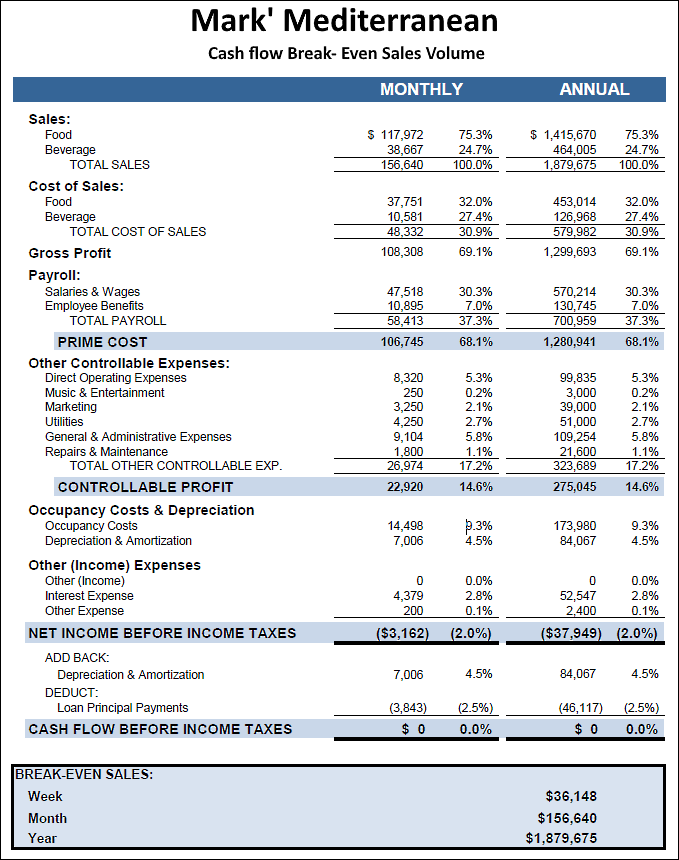 Mark' Mediterranean
Cash flow Break- Even Sales Volume
MONTHLY ANNUAL
Sales:
Food $ 117,972 75.3% $ 1,415,670 75.3%
Beverage 38,667 24.7% 464,005 24.7%
TOTAL SALES 156,640 100.0% 1,879,675 100.0%
Cost of Sales:
Food 37,751 32.0% 453,014 32.0%
Beverage 10,581 27.4% 126,968 27.4%
TOTAL COST OF SALES 48,332 30.9% 579,982 30.9%
Gross Profit 108,308 69.1% 1,299,693 69.1%
Payroll:
Salaries & Wages 47,518 30.3% 570,214 30.3%
Employee Benefits 10,895 7.0% 130,745 7.0%
TOTAL PAYROLL 58,413 37.3% 700,959 37.3%
PRIME COST 106,745 68.1% 1,280,941 68.1%
Other Controllable Expenses:
Direct Operating Expenses 8,320 5.3% 99,835 5.3%
Music & Entertainment 250 0.2% 3,000 0.2%
Marketing 3,250 2.1% 39,000 2.1%
Utilities 4,250 2.7% 51,000 2.7%
General & Administrative Expenses 9,104 5.8% 109,254 5.8%
Repairs & Maintenance 1,800 1.1% 21,600 1.1%
TOTAL OTHER CONTROLLABLE EXP. 26,974 17.2% 323,689 17.2%
CONTROLLABLE PROFIT 22,920 14.6% 275,045 14.6%
Occupancy Costs & Depreciation
Occupancy Costs 14,498 9.3% 173,980 9.3%
Depreciation & Amortization 7,006 4.5% 84,067 4.5%
Other (Income) Expenses
Other (Income) 0 0.0% 0 0.0%
Interest Expense 4,379 2.8% 52,547 2.8%
Other Expense 200 0.1% 2,400 0.1%
NET INCOME BEFORE INCOME TAXES ($3,162) (2.0%) ($37,949) (2.0%)
ADD BACK:
Depreciation & Amortization 7,006 4.5% 84,067 4.5%
DEDUCT:
Loan Principal Payments (3,843) (2.5%) (46,117) (2.5%)
CASH FLOW BEFORE INCOME TAXES $ 0 0.0% $ 0 0.0%
BREAK-EVEN SALES:
Week $36,148
Month $156,640
Year $1,879,675